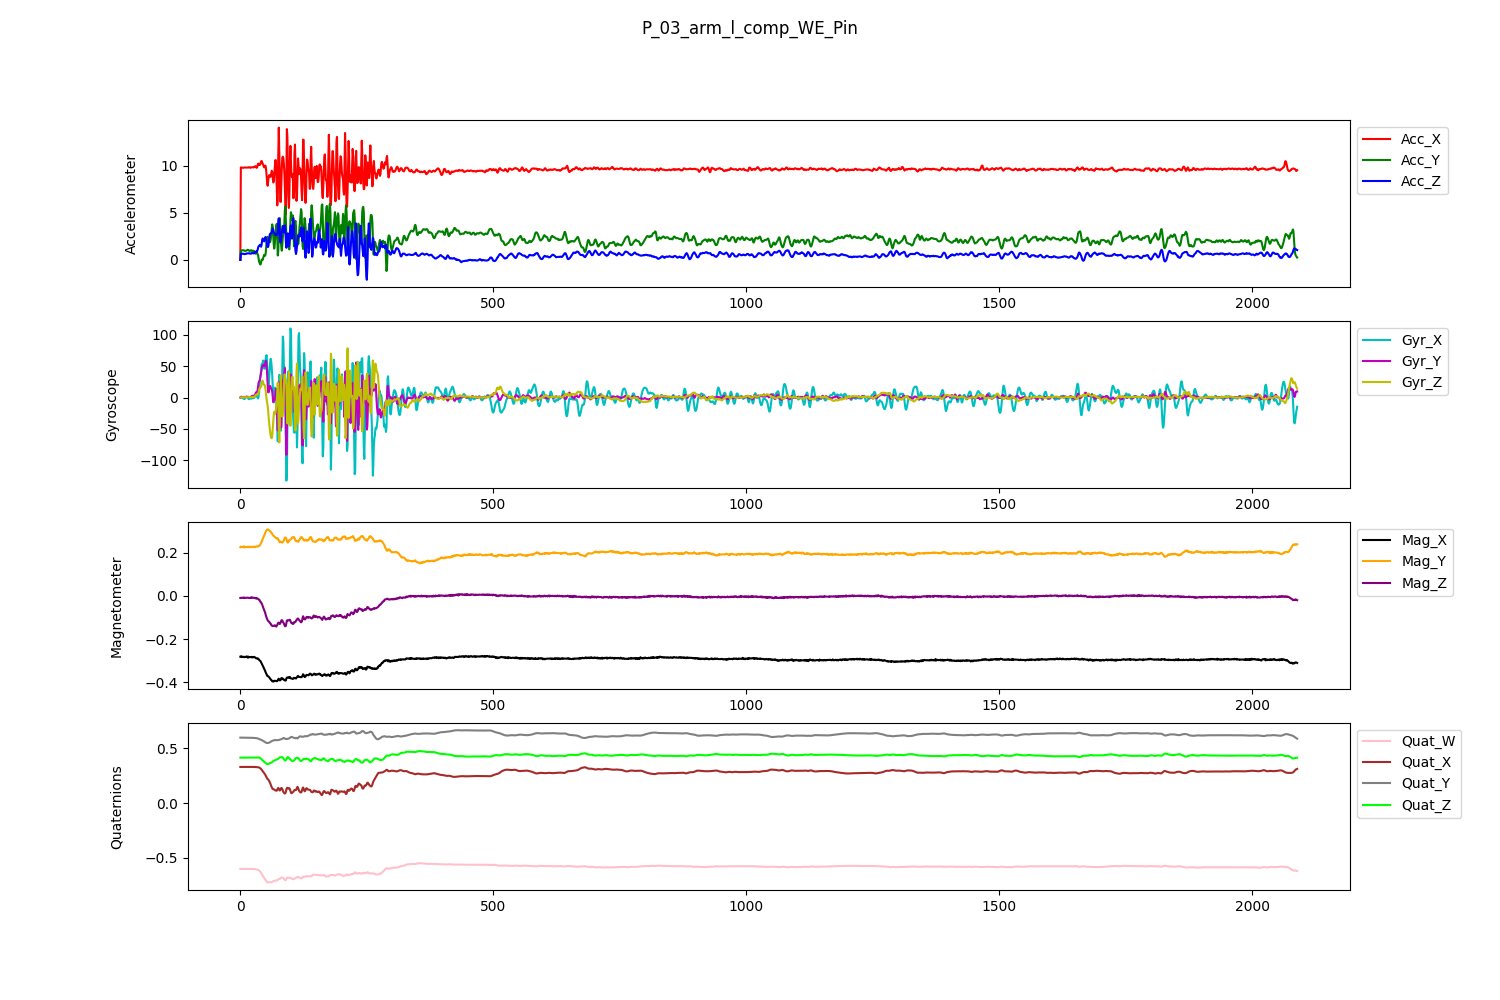 P_03_arm_l_comp_WE_Pin
Accelerometer
10
5
0
0
500
1000
1500
2000
Acc_X
Acc_Y
Acc_Z
Gyroscope
100
50
0
−50
−100
0
500
1000
1500
2000
Gyr_X
Gyr_Y
Gyr_Z
Magnetometer
0.2
0.0
−0.2
−0.4
0
500
1000
1500
2000
Mag_X
Mag_Y
Mag_Z
Quaternions
0.5
0.0
−0.5
0
500
1000
1500
2000
Quat_W
Quat_X
Quat_Y
Quat_Z